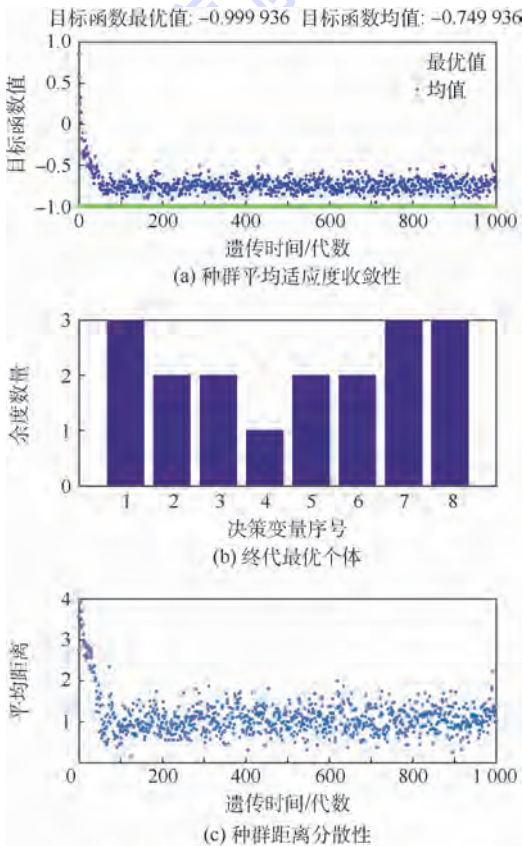 目标函数最优值: -0.999 936 目标函数均值: -0.749 936
1.0
0.5
0
-0.5
-1.0
目标函数值
最优值
均值
0 200 400 600 800 1 000
遗传时间/代数
(a) 种群平均适应度收敛性
3
2
1
0
余度数量
1 2 3 4 5 6 7 8
决策变量序号
(b) 终代最优个体
4
3
2
1
平均距离
0 200 400 600 800 1 000
遗传时间/代数
(c) 种群距离分散性